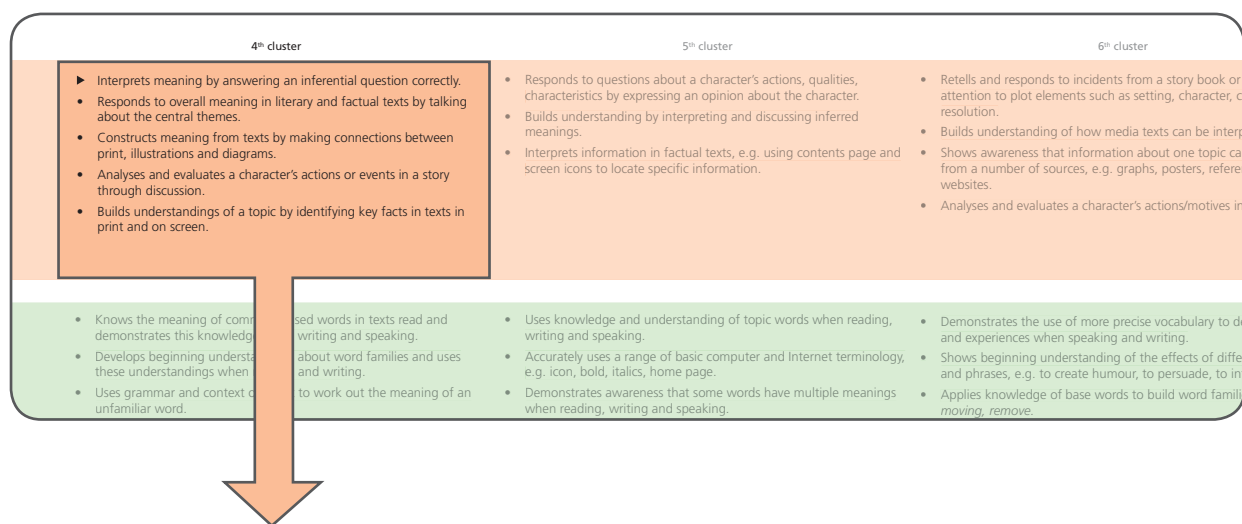 4th cluster
5th cluster
6th cluster
► Interprets meaning by answering an inferential question correctly.
• Responds to overall meaning in literary and factual texts by talking
about the central themes.
• Constructs meaning from texts by making connections between
print, illustrations and diagrams.
• Analyses and evaluates a character's actions or events in a story
through discussion.
• Builds understandings of a topic by identifying key facts in texts in
print and on screen.
• Responds to questions about a character's actions, qualities,
characteristics by expressing an opinion about the character.
• Builds understanding by interpreting and discussing inferred
meanings.
• Interprets information in factual texts, e.g. using contents page and
screen icons to locate specific information.
• Retells and responds to incidents from a story book or
attention to plot elements such as setting, character,
resolution.
• Builds understanding of how media texts can be
• Shows awareness that information about one topic
from a number of sources, e.g. graphs, posters,
websites.
• Analyses and evaluates a character's actions/motives
• Knows the meaning of sed words in texts read and
demonstrates this knowledge writing and speaking.
• Develops beginning about word families and uses
these understandings when and writing.
• Uses grammar and context to work out the meaning of an
unfamiliar word.
• Uses knowledge and understanding of topic words when reading,
writing and speaking.
• Accurately uses a range of basic computer and Internet terminology,
e.g. icon, bold, italics, home page.
• Demonstrates awareness that some words have multiple meanings
when reading, writing and speaking.
• Demonstrates the use of more precise vocabulary to
and experiences when speaking and writing.
• Shows beginning understanding of the effects of
and phrases, e.g. to create humour, to persuade, to
• Applies knowledge of base words to build word
moving, remove.